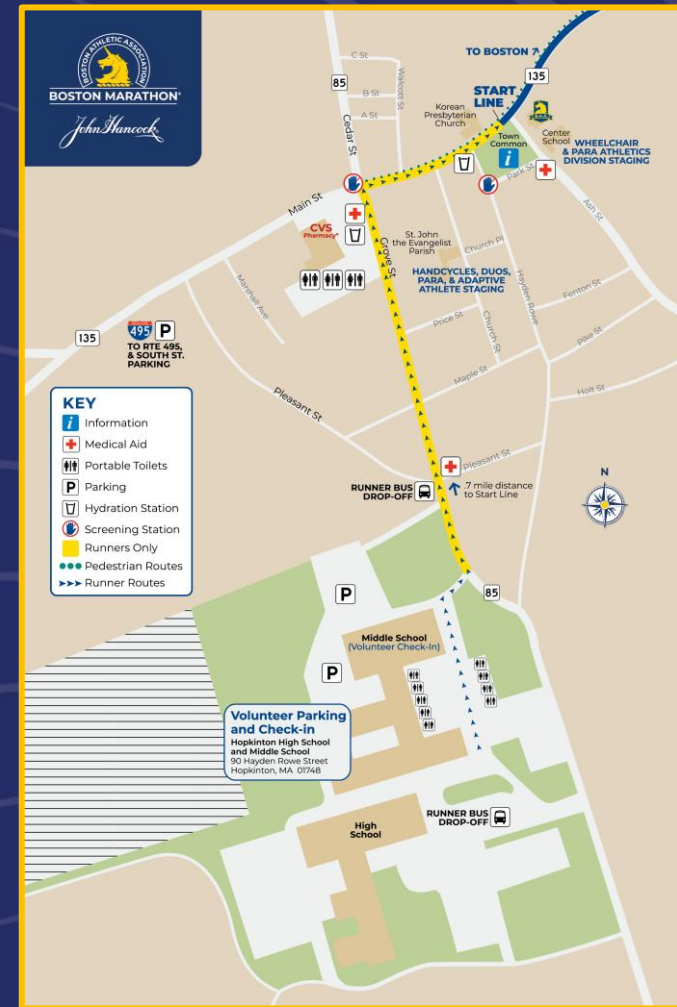 BOSTON ATHLETIC ASSOCIATION
BOSTON MARATHON®
John Hancock®
C St
B St
A St
Walcott St
85
Cedar St
TO BOSTON
135
START
LINE
Korean
Presbyterian
Church
B.A.A.
Town
Common
i
Center
School
WHEELCHAIR
& PARA ATHLETICS
DIVISION STAGING
Park St
Ash St
Main St
CVS
Pharmacy®
Grove St
St. John
the Evangelist
Parish
Church Pl
HANDCYCLES, DUOS,
PARA, & ADAPTIVE
ATHLETE STAGING
Hayden Rowe
Fenton St
Marshall Ave
Price St
Church St
Pike St
135
495
P
TO RTE 495,
& SOUTH ST.
PARKING
Maple St
Holt St
Pleasant St
Pleasant St
KEY
i Information
Medical Aid
Portable Toilets
P Parking
Hydration Station
Screening Station
Runners Only
Pedestrian Routes
Runner Routes
RUNNER BUS
DROP-OFF
.7 mile distance
to Start Line
N
85
P
Middle School
(Volunteer Check-In)
P
Volunteer Parking
and Check-in
Hopkinton High School
and Middle School
90 Hayden Rowe Street
Hopkinton, MA 01748
High
School
RUNNER BUS
DROP-OFF